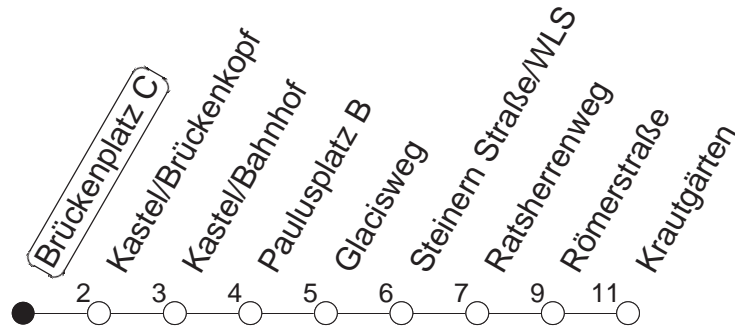 Brückenplatz C
Kastel/Brückenkopf
Kastel/Bahnhof
Paulusplatz B
Glacisweg
Steinern Straße/WLS
Ratsherrenweg
Römerstraße
Krautgärten
2 3 4 5 6 7 9 11